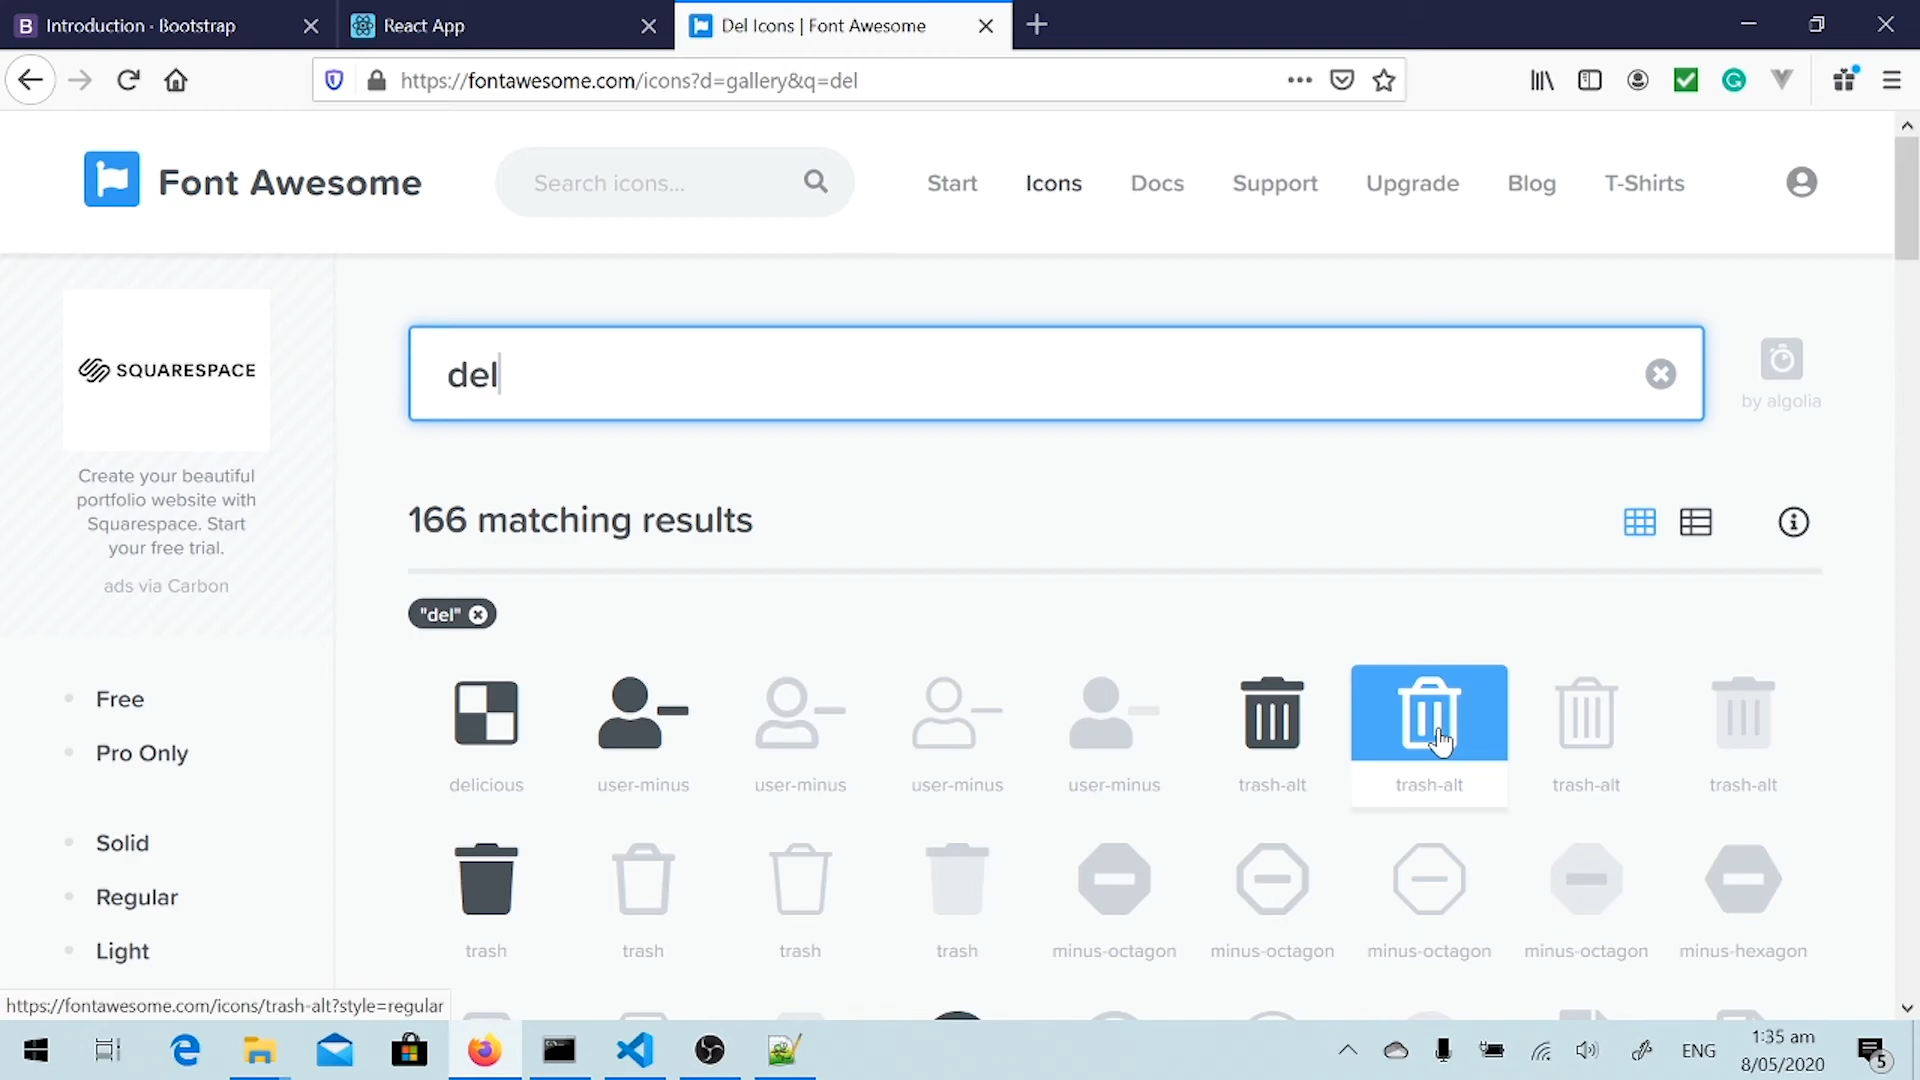 Introduction · Bootstrap
React App
Del Icons | Font Awesome
https://fontawesome.com/icons?d=gallery&q=del
Font Awesome
Search icons...
Start
Icons
Docs
Support
Upgrade
Blog
T-Shirts
SQUARESPACE
Create your beautiful
portfolio website with
Squarespace. Start
your free trial.
ads via Carbon
del
by algolia
166 matching results
"del"
Free
Pro Only
Solid
Regular
Light
delicious
user-minus
user-minus
user-minus
user-minus
trash-alt
trash-alt
trash-alt
trash-alt
trash
trash
trash
trash
minus-octagon
minus-octagon
minus-octagon
minus-octagon
minus-hexagon
https://fontawesome.com/icons/trash-alt?style=regular
ENG
1:35 am
8/05/2020
5